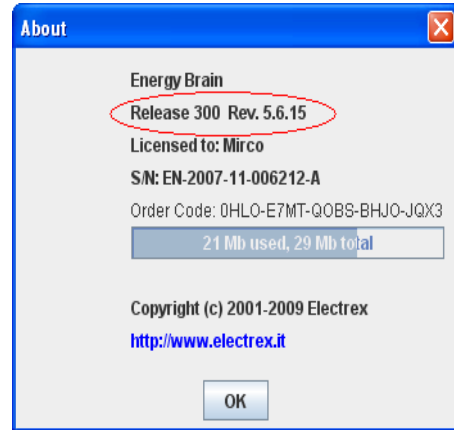 About
Energy Brain
Release 300 Rev. 5.6.15
Licensed to: Mirco
S/N: EN-2007-11-006212-A
Order Code: 0HLO-E7MT-QOBS-BHJO-JQX3
21 Mb used, 29 Mb total
Copyright (c) 2001-2009 Electrex
http://www.electrex.it
OK